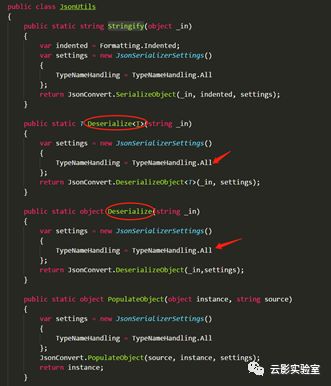 public class JsonUtils
{
public static string Stringify(object _in)
{
var indented = Formatting.Indented;
var settings = new JsonSerializerSettings()
{
TypeNameHandling = TypeNameHandling.All
};
return JsonConvert.SerializeObject(_in, indented, settings);
}
public static T Deserialize<T>(string _in)
{
var settings = new JsonSerializerSettings()
{
TypeNameHandling = TypeNameHandling.All
};
return JsonConvert.DeserializeObject<T>(_in, settings);
}
public static object Deserialize(string _in)
{
var settings = new JsonSerializerSettings()
{
TypeNameHandling = TypeNameHandling.All
};
return JsonConvert.DeserializeObject(_in,settings);
}
public static object PopulateObject(object instance, string source)
{
var settings = new JsonSerializerSettings()
{
TypeNameHandling = TypeNameHandling.All
};
JsonConvert.PopulateObject(source, instance, settings);
return instance;
}
云影实验室